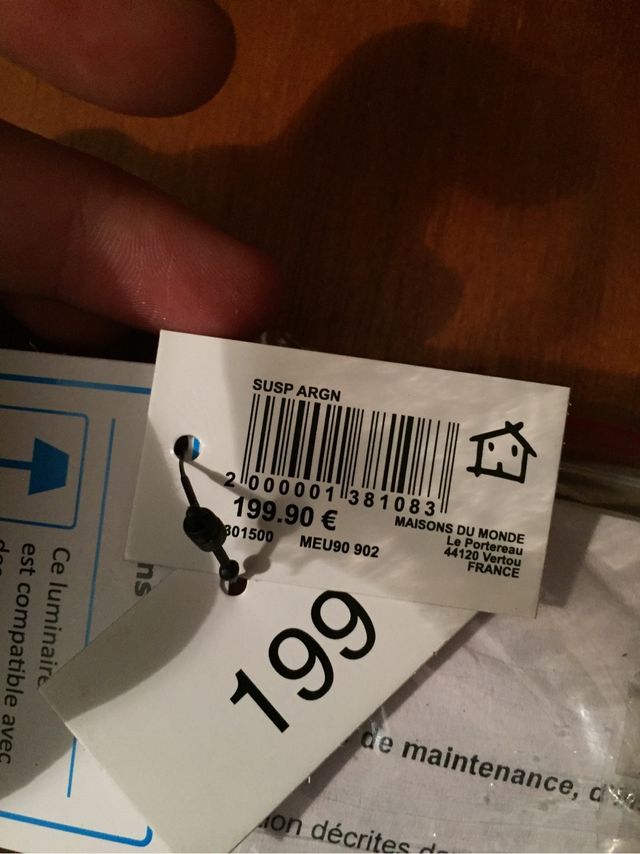 SUSP ARGN
2 000001 381083
199.90 €
301500 MEU90 902
MAISONS DU MONDE
Le Portereau
44120 Vertou
FRANCE
199
Ce luminaire
est compatible avec
de maintenance,
décrites